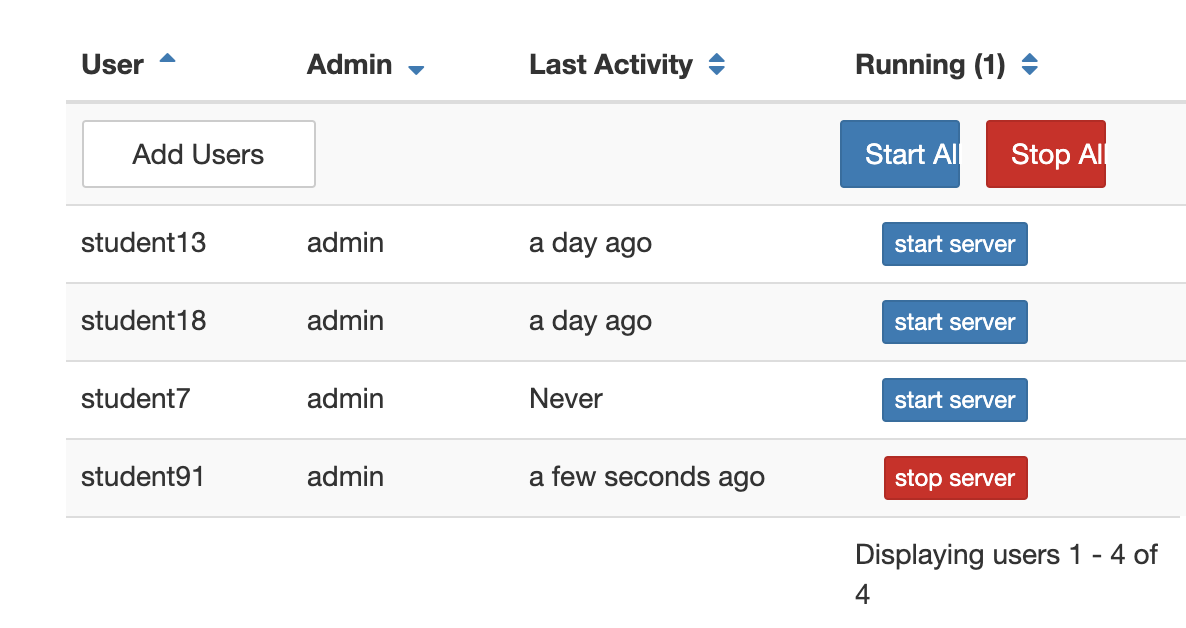 User Admin Last Activity Running (1)
Add Users Start All Stop All
student13 admin a day ago start server
student18 admin a day ago start server
student7 admin Never start server
student91 admin a few seconds ago stop server
Displaying users 1 - 4 of
4